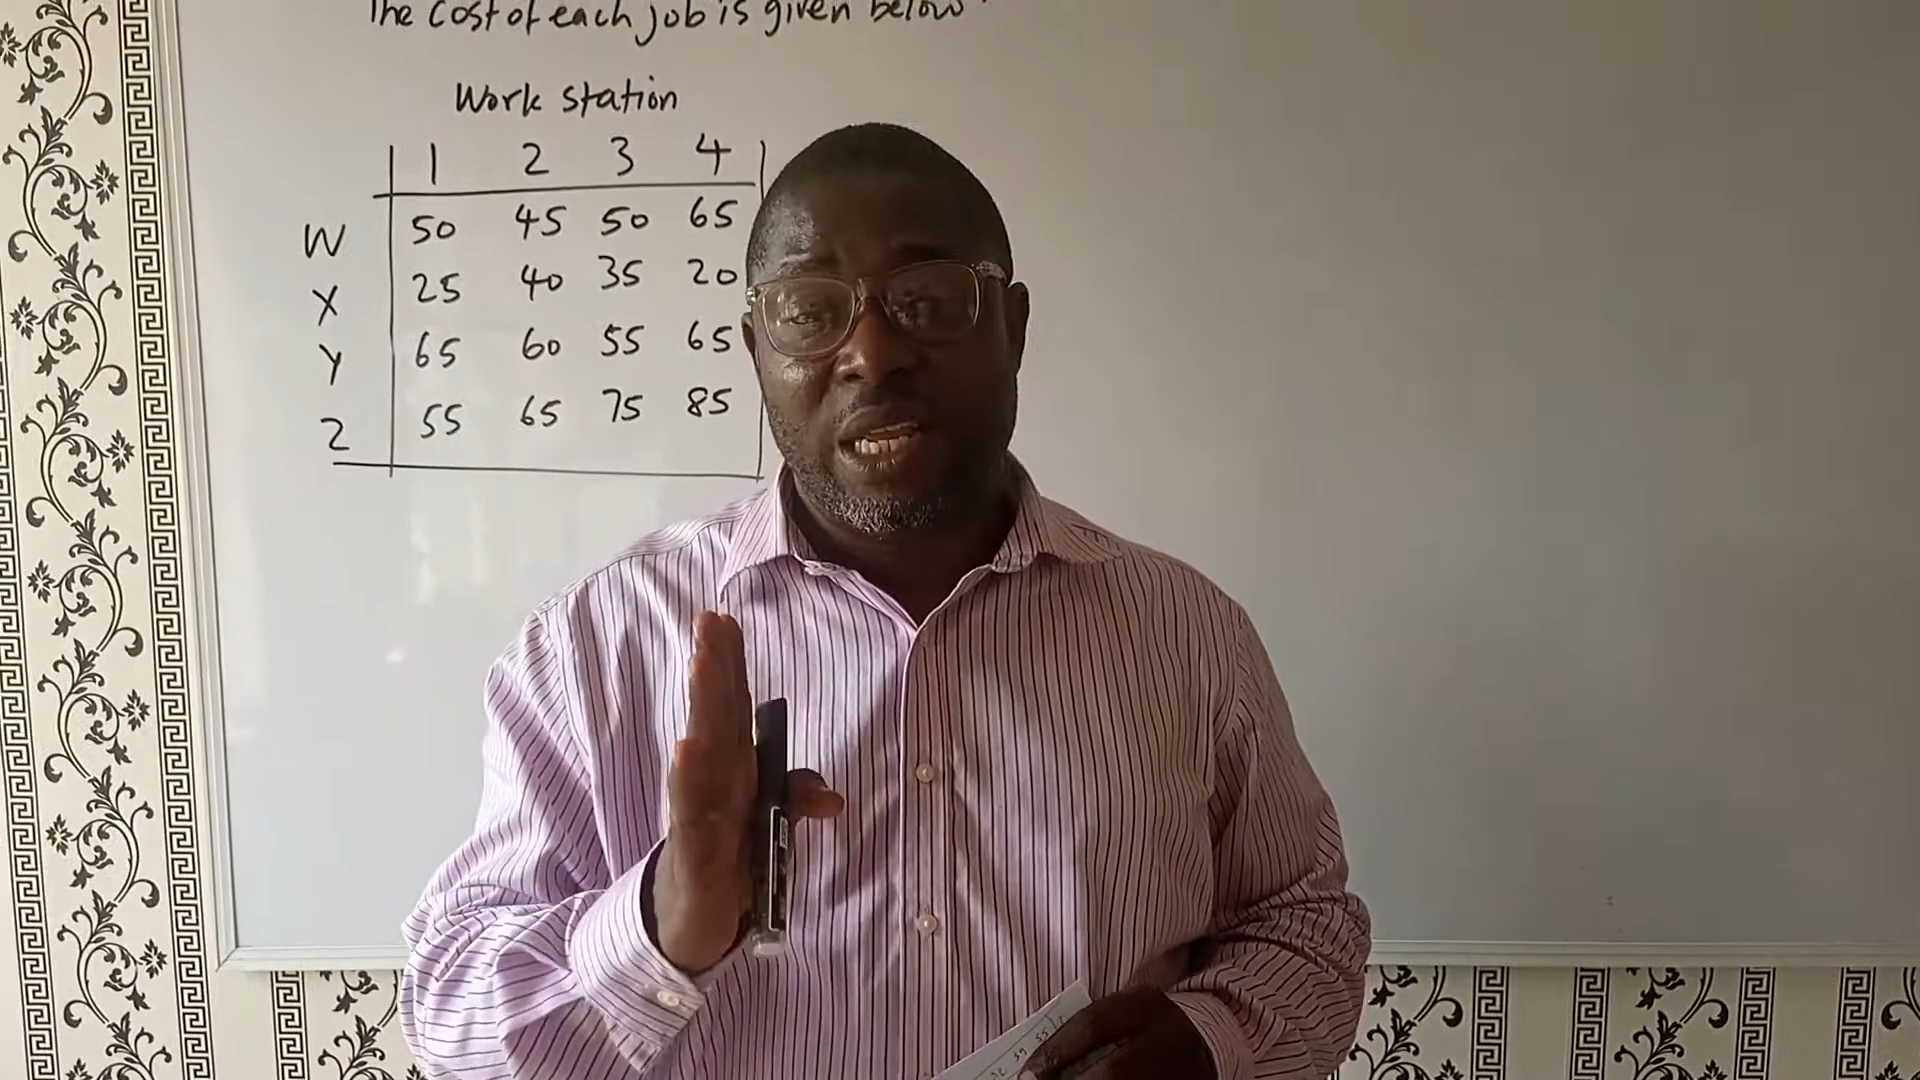 The cost of each job is given below
Work station
1 2 3 4
W 50 45 50 65
X 25 40 35 20
Y 65 60 55 65
Z 55 65 75 85